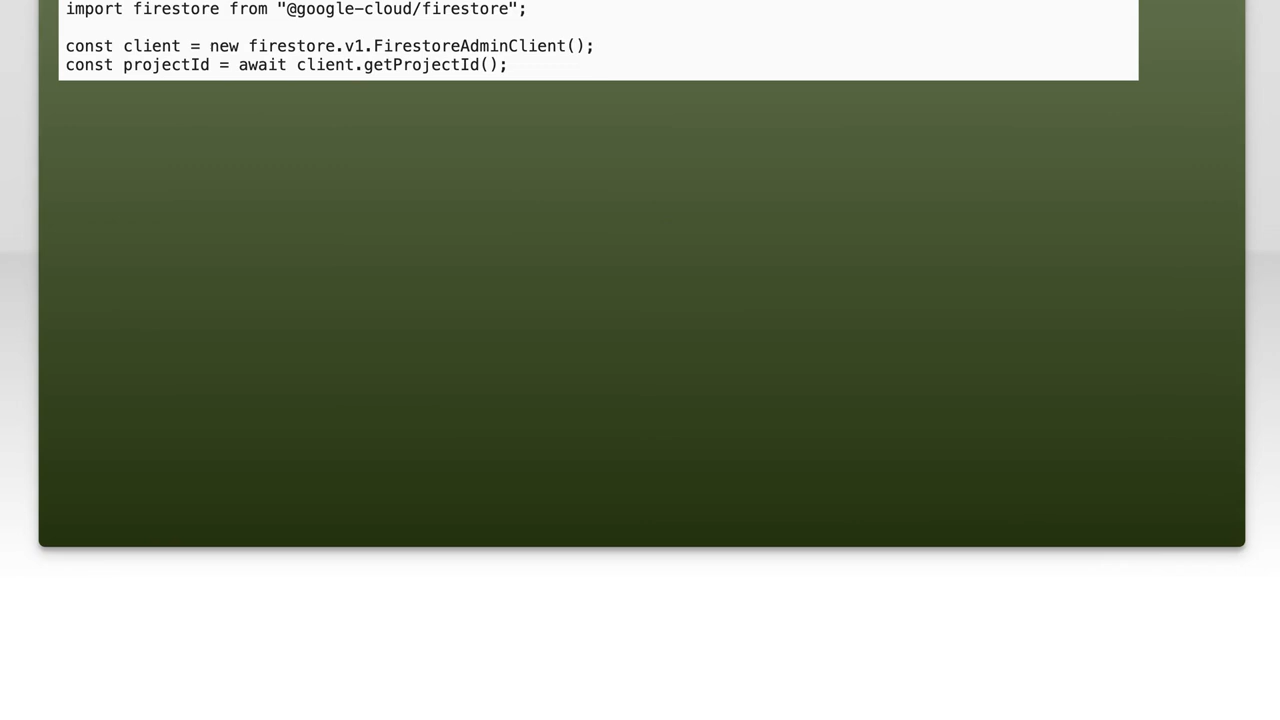 import firestore from "@google-cloud/firestore";
const client = new firestore.v1.FirestoreAdminClient();
const projectId = await client.getProjectId();